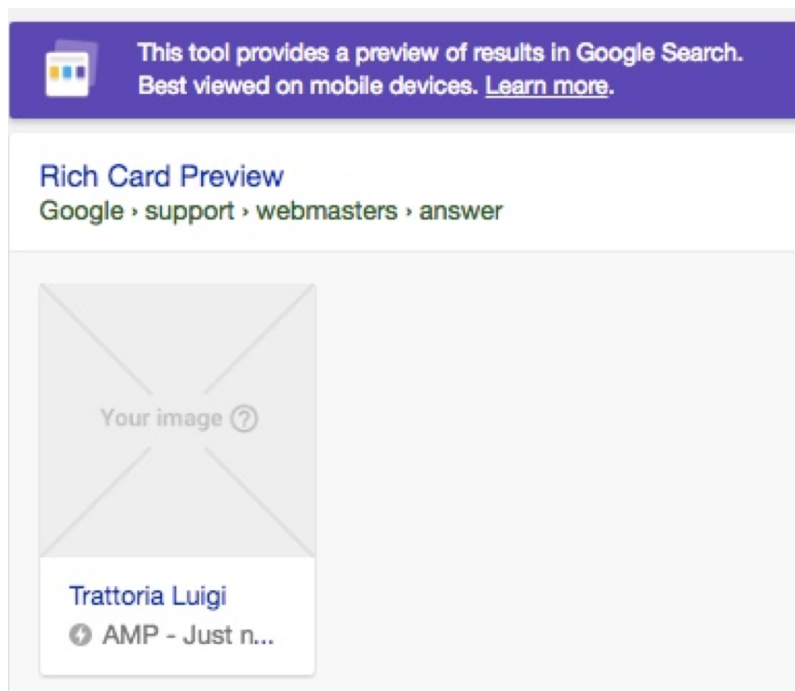 This tool provides a preview of results in Google Search.
Best viewed on mobile devices. Learn more.
Rich Card Preview
Google › support › webmasters › answer
Your image ?
Trattoria Luigi
AMP - Just n...